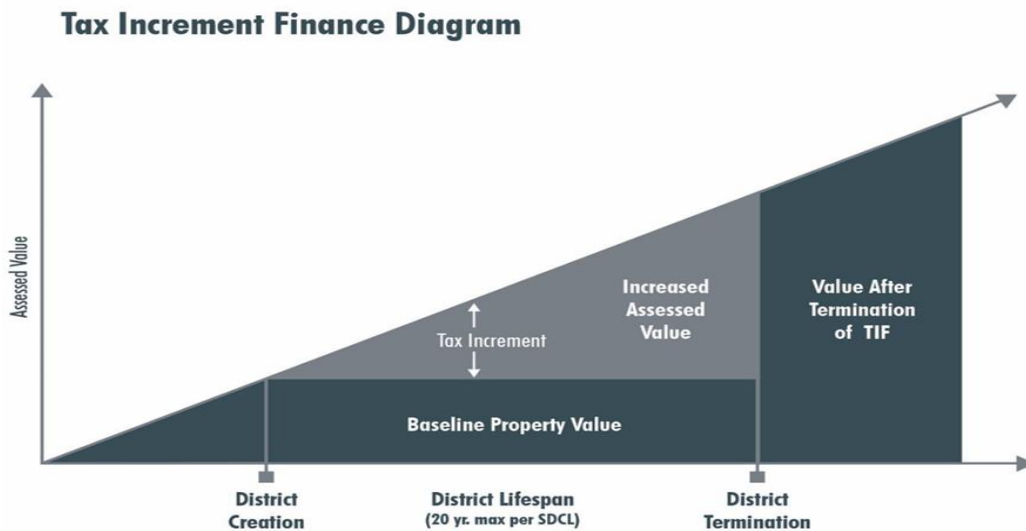 Tax Increment Finance Diagram
Assessed Value
Increased
Assessed
Value
Value After
Termination
of TIF
Tax Increment
Baseline Property Value
District
Creation
District Lifespan
(20 yr. max per SDCL)
District
Termination